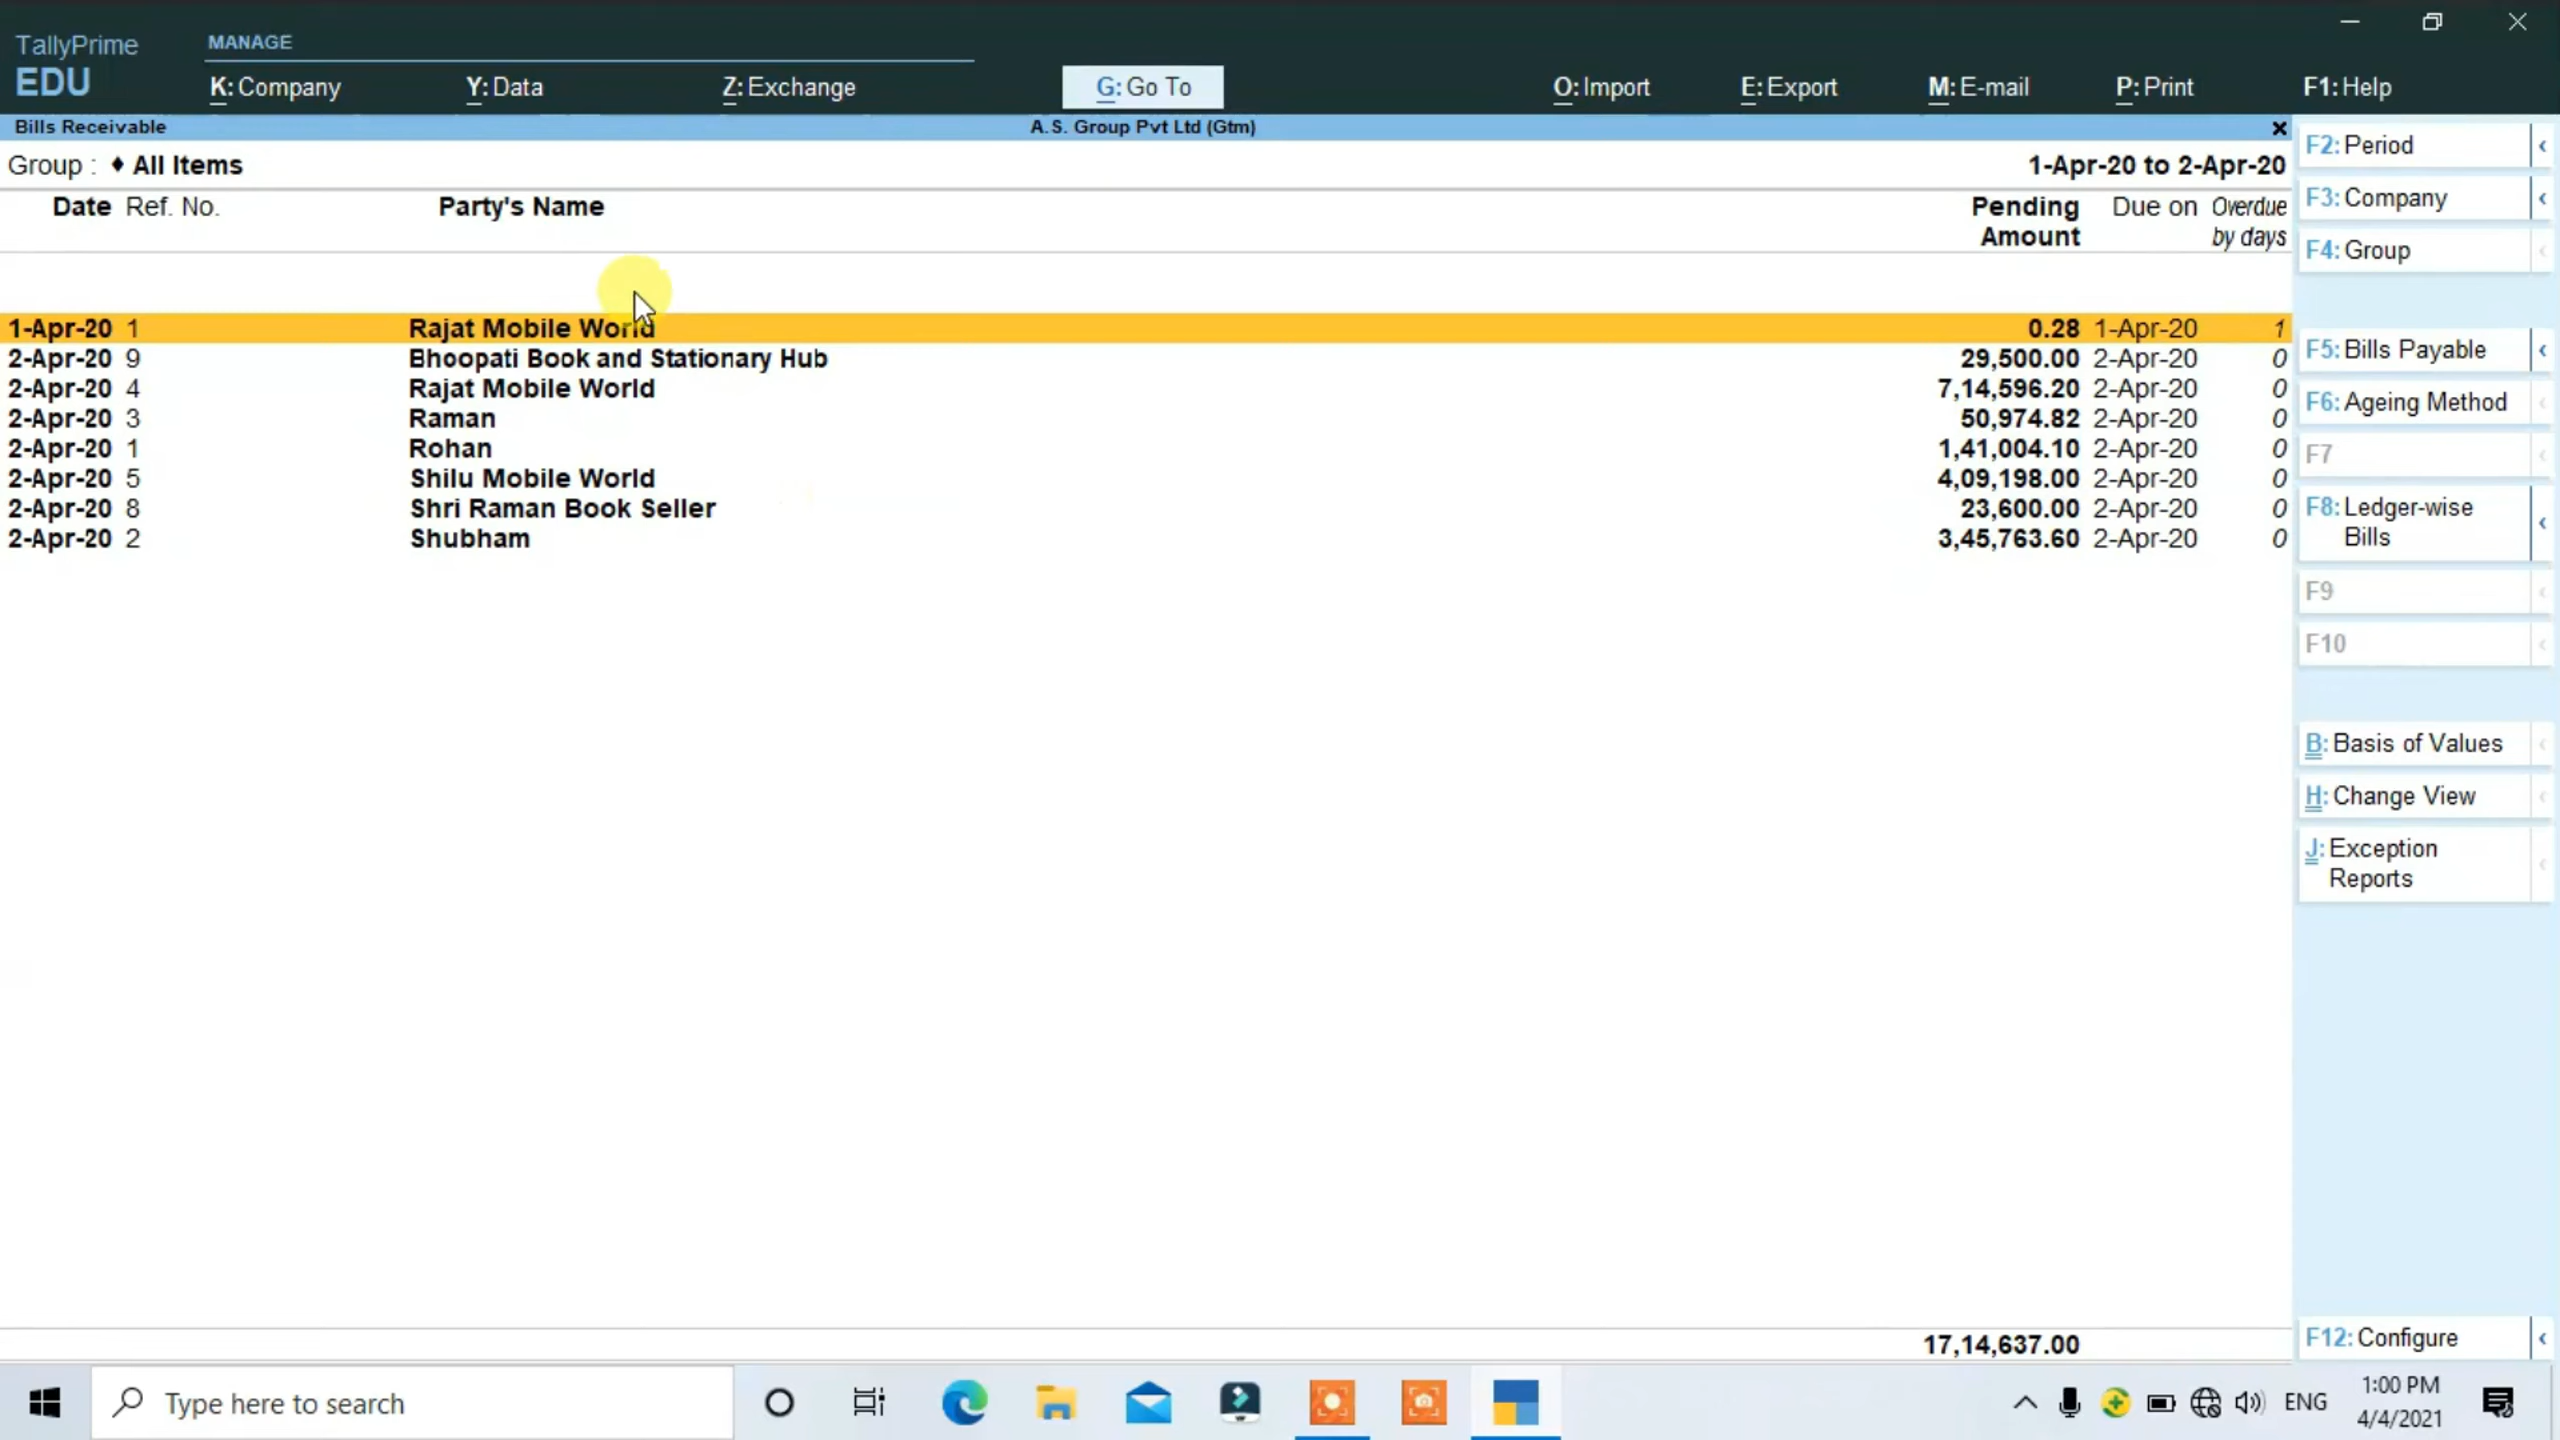 TallyPrime
EDU
MANAGE
K: Company
Y: Data
Z: Exchange
G: Go To
O: Import
E: Export
M: E-mail
P: Print
F1: Help
Bills Receivable
A.S. Group Pvt Ltd (Gtm)
Group : ♦ All Items
1-Apr-20 to 2-Apr-20
Date Ref. No. Party's Name Pending Amount Due on Overdue by days
1-Apr-20 1 Rajat Mobile World 0.28 1-Apr-20 1
2-Apr-20 9 Bhoopati Book and Stationary Hub 29,500.00 2-Apr-20 0
2-Apr-20 4 Rajat Mobile World 7,14,596.20 2-Apr-20 0
2-Apr-20 3 Raman 50,974.82 2-Apr-20 0
2-Apr-20 1 Rohan 1,41,004.10 2-Apr-20 0
2-Apr-20 5 Shilu Mobile World 4,09,198.00 2-Apr-20 0
2-Apr-20 8 Shri Raman Book Seller 23,600.00 2-Apr-20 0
2-Apr-20 2 Shubham 3,45,763.60 2-Apr-20 0
17,14,637.00
F2: Period
F3: Company
F4: Group
F5: Bills Payable
F6: Ageing Method
F7
F8: Ledger-wise
Bills
F9
F10
B: Basis of Values
H: Change View
J: Exception
Reports
F12: Configure
Type here to search
ENG
1:00 PM
4/4/2021